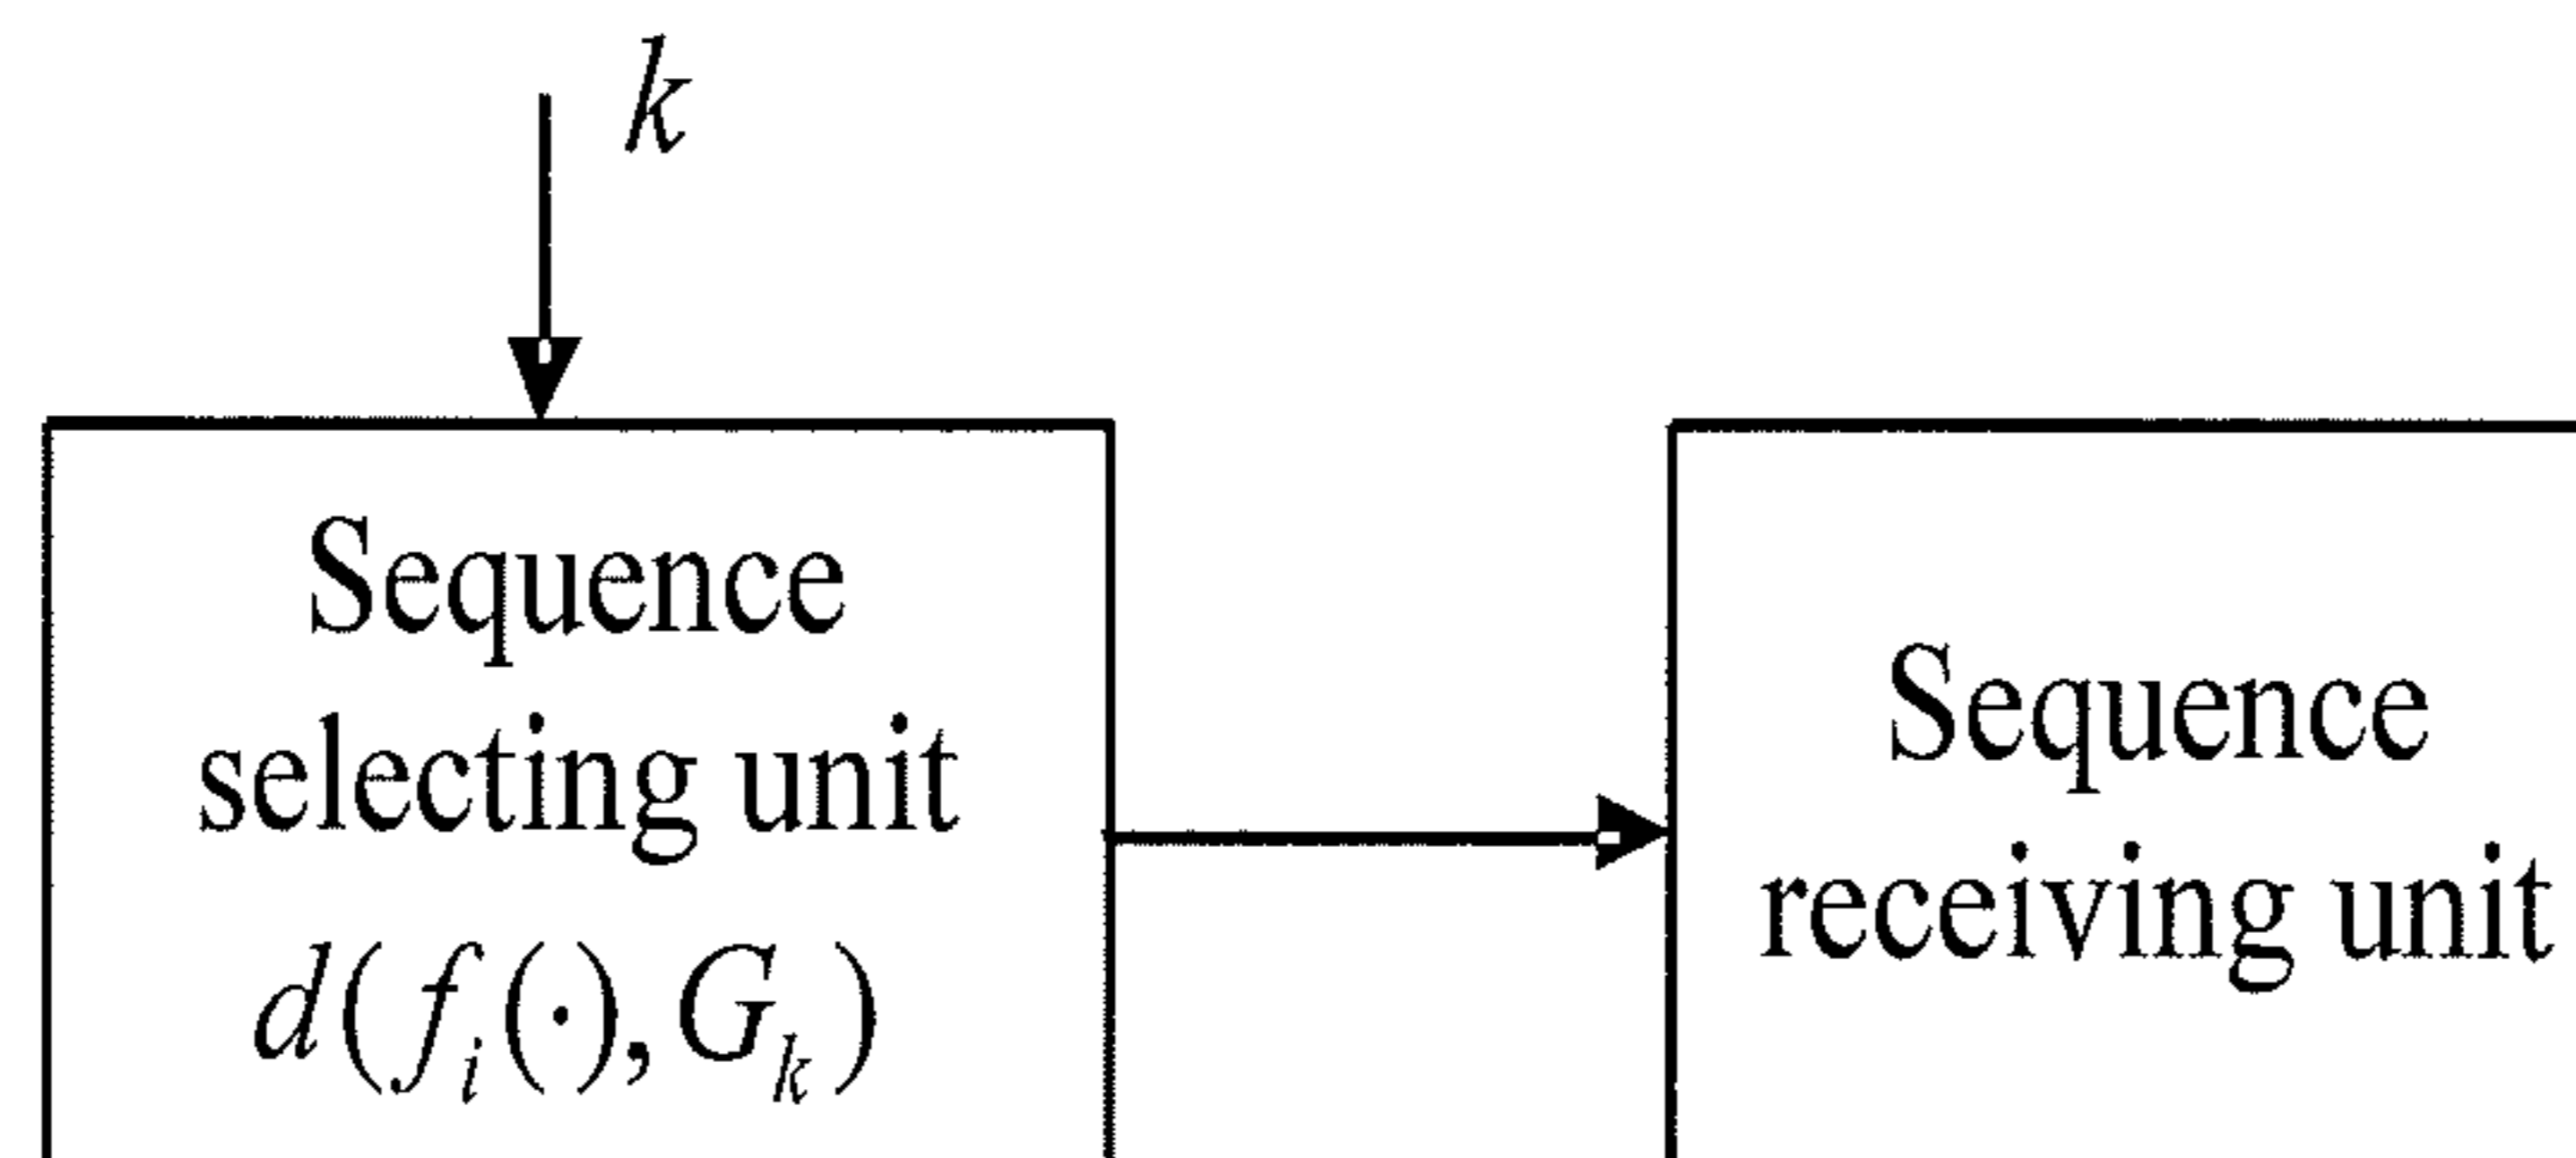 k
Sequence
selecting unit
d(f_i(·), G_k)
Sequence
receiving unit